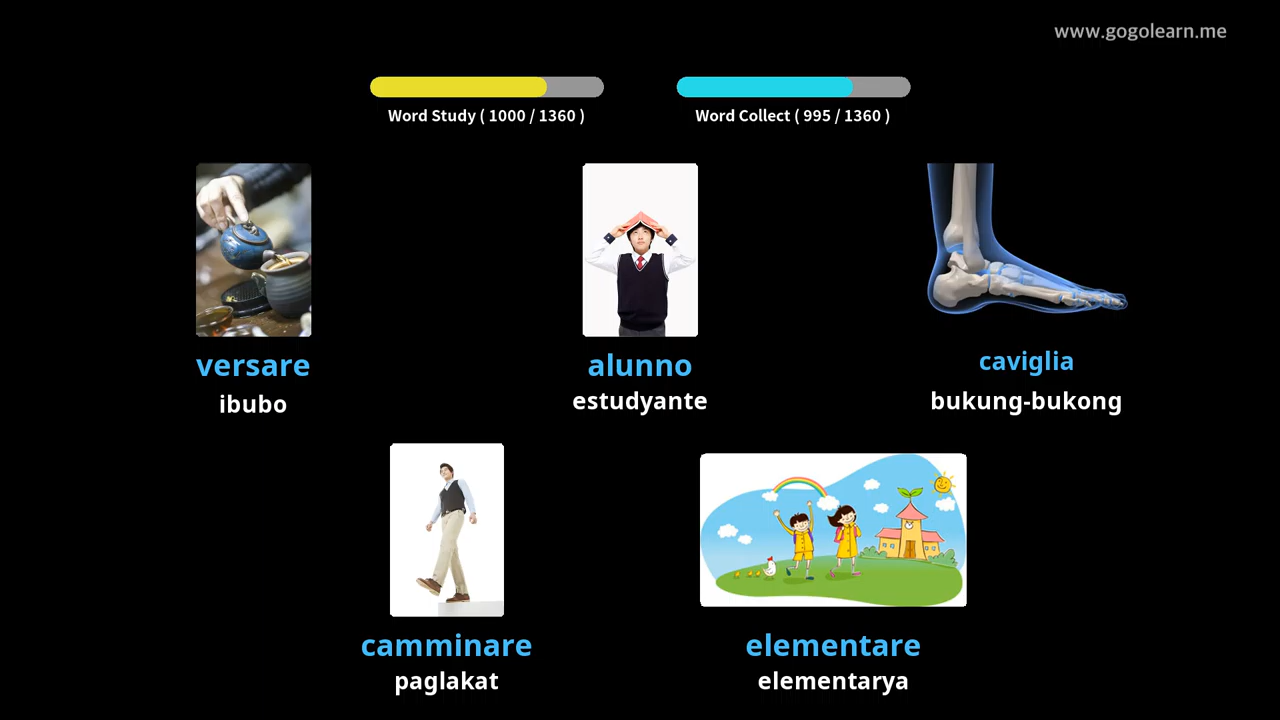 www.gogolearn.me
Word Study ( 1000 / 1360 )
Word Collect ( 995 / 1360 )
versare
ibubo
alunno
estudyante
caviglia
bukung-bukong
camminare
paglakat
elementare
elementarya